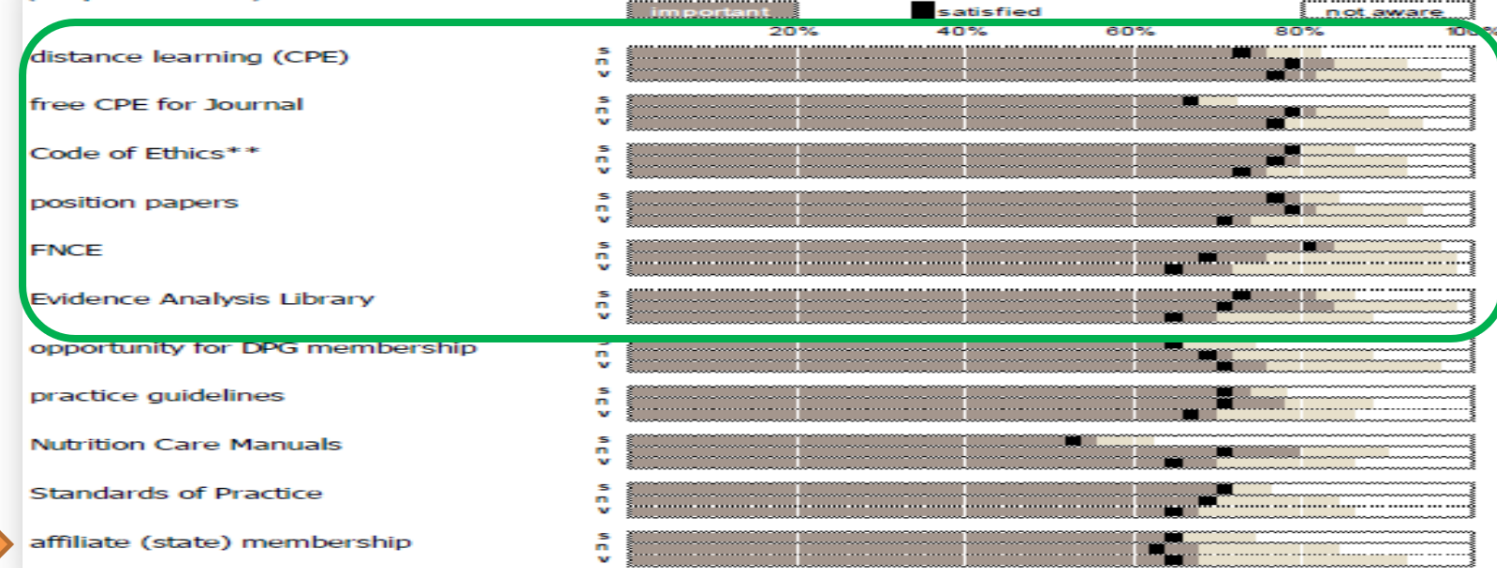 important satisfied not aware
20% 40% 60% 80% 100%
distance learning (CPE) s n v
free CPE for Journal s n v
Code of Ethics** s n v
position papers s n v
FNCE s n v
Evidence Analysis Library s n v
opportunity for DPG membership s n v
practice guidelines s n v
Nutrition Care Manuals s n v
Standards of Practice s n v
affiliate (state) membership s n v